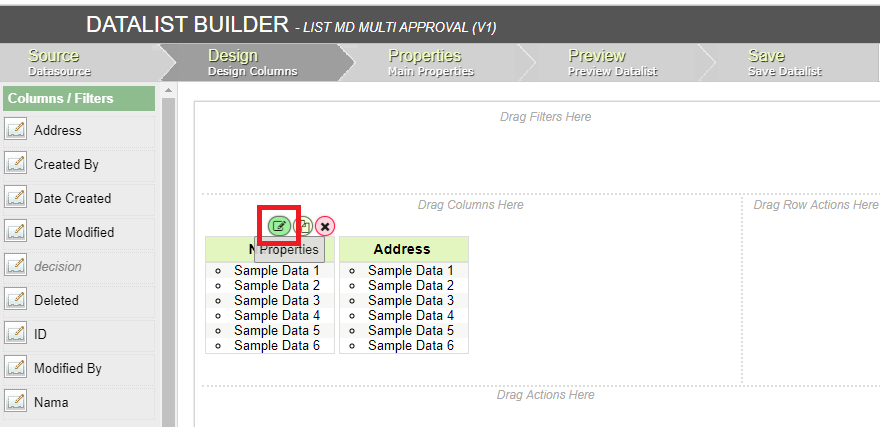 DATALIST BUILDER - LIST MD MULTI APPROVAL (V1)
Source
Datasource
Design
Design Columns
Properties
Main Properties
Preview
Preview Datalist
Save
Save Datalist
Columns / Filters
Address
Created By
Date Created
Date Modified
decision
Deleted
ID
Modified By
Nama
Drag Filters Here
Drag Columns Here
Drag Row Actions Here
Properties
Address
Sample Data 1
Sample Data 2
Sample Data 3
Sample Data 4
Sample Data 5
Sample Data 6
Sample Data 1
Sample Data 2
Sample Data 3
Sample Data 4
Sample Data 5
Sample Data 6
Drag Actions Here